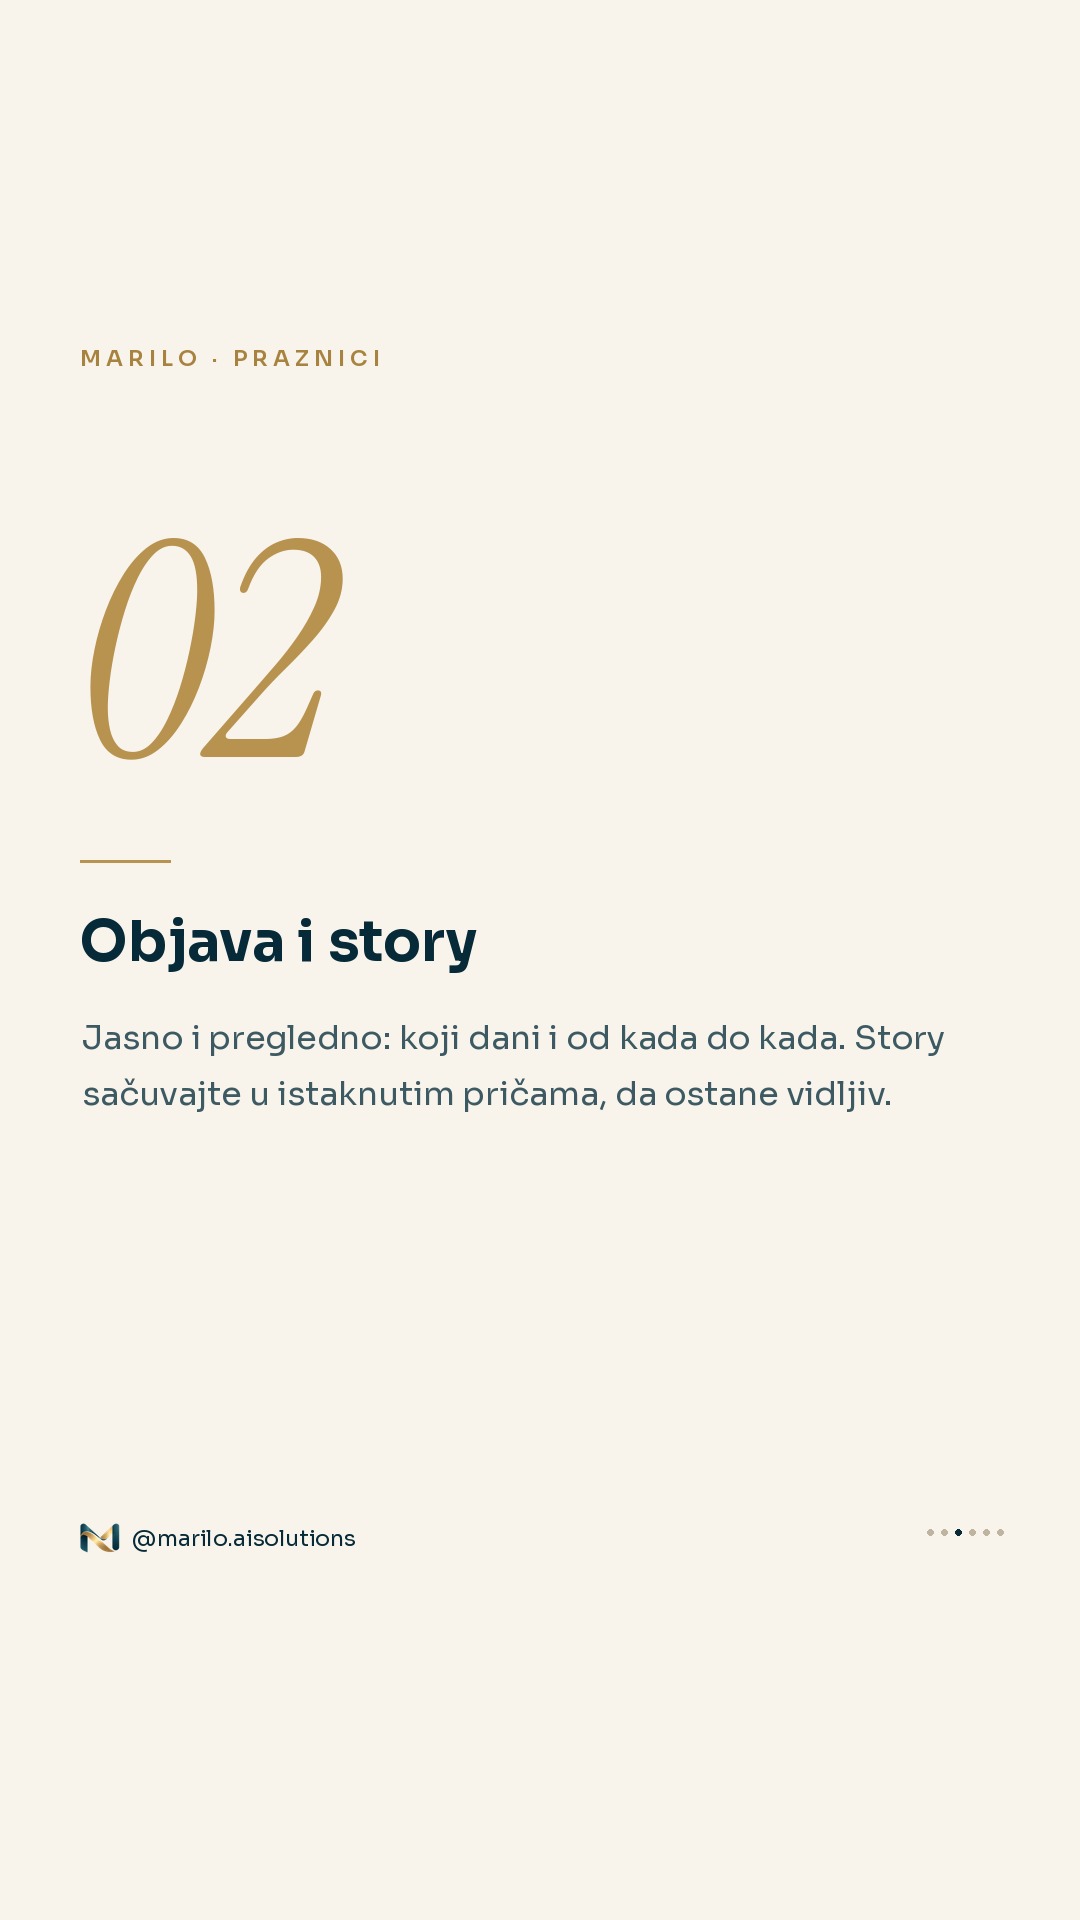 MARILO · PRAZNICI
02
Objava i story
Jasno i pregledno: koji dani i od kada do kada. Story
sačuvajte u istaknutim pričama, da ostane vidljiv.
@marilo.aisolutions